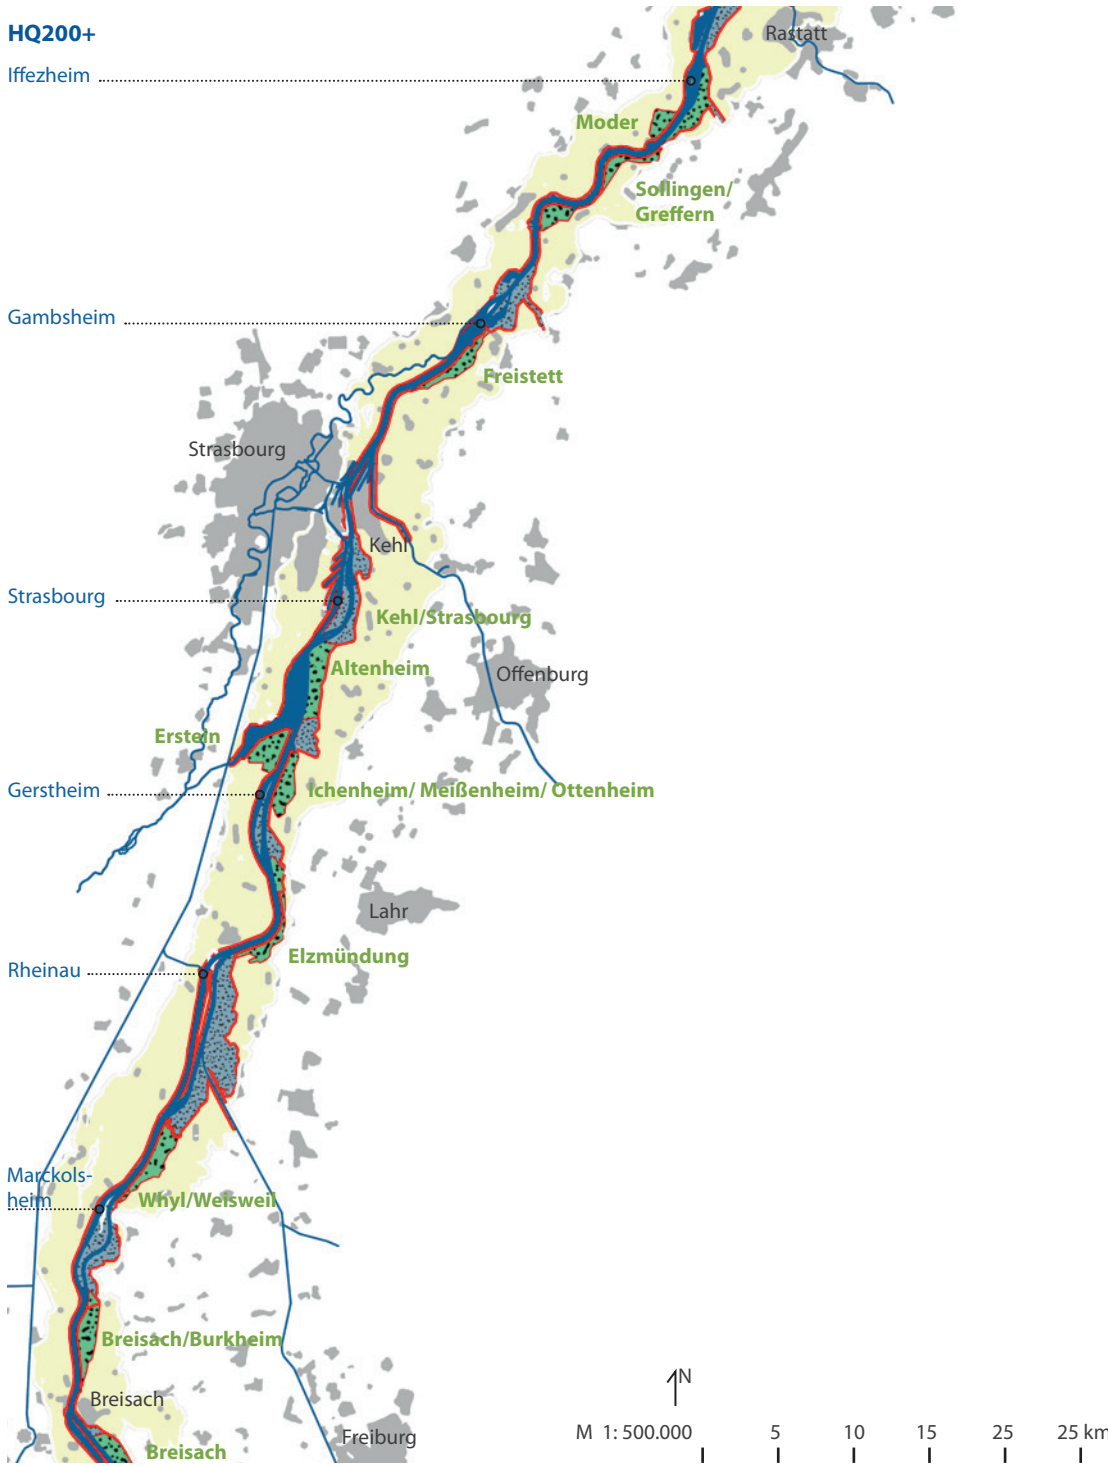 HQ200+
Rastatt
Iffezheim
Moder
Sollingen/
Greffern
Gambsheim
Freistett
Strasbourg
Kehl
Strasbourg
Kehl/Strasbourg
Altenheim
Offenburg
Erstein
Gerstheim
Ichenheim/ Meißenheim/ Ottenheim
Lahr
Elzmündung
Rheinau
Marckols-
heim
Whyl/Weisweil
Breisach/Burkheim
N
Breisach
M 1:500.000
5 10 15 25 25 km
Freiburg
Breisach